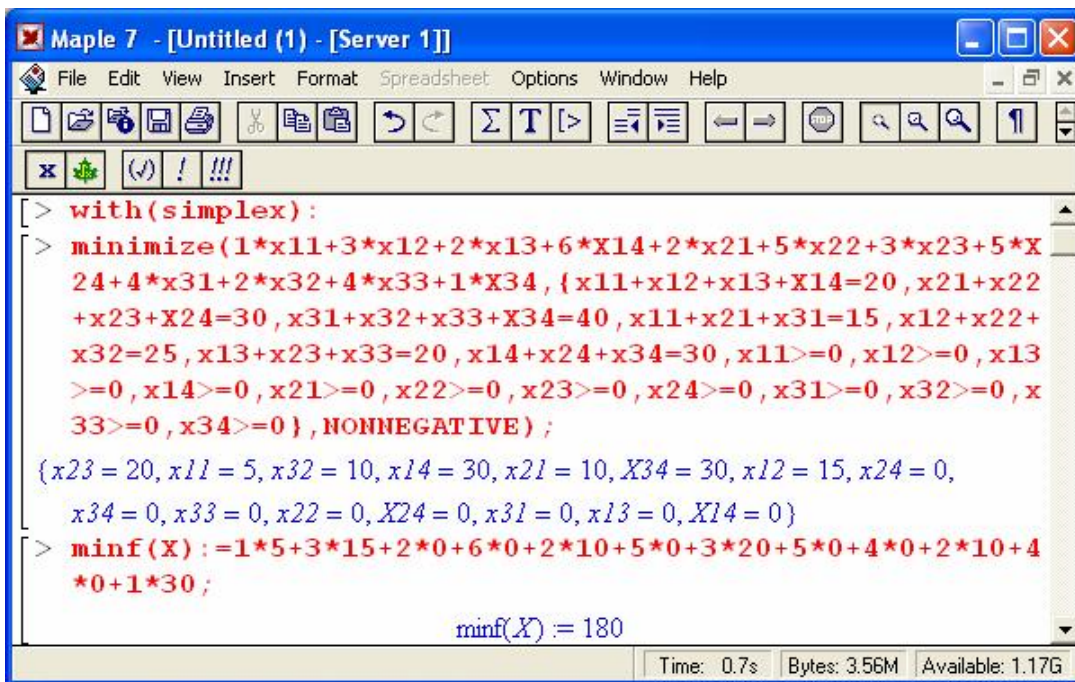 Maple 7 - [Untitled (1) - [Server 1]]
File Edit View Insert Format Spreadsheet Options Window Help
Σ T [> STOP ¶
x (√) ! !!!
[> with(simplex):
[> minimize(1*x11+3*x12+2*x13+6*X14+2*x21+5*x22+3*x23+5*X
24+4*x31+2*x32+4*x33+1*X34,{x11+x12+x13+X14=20,x21+x22
+x23+X24=30,x31+x32+x33+X34=40,x11+x21+x31=15,x12+x22+
x32=25,x13+x23+x33=20,x14+x24+x34=30,x11>=0,x12>=0,x13
>=0,x14>=0,x21>=0,x22>=0,x23>=0,x24>=0,x31>=0,x32>=0,x
33>=0,x34>=0},NONNEGATIVE);
{x23 = 20, x11 = 5, x32 = 10, x14 = 30, x21 = 10, X34 = 30, x12 = 15, x24 = 0,
x34 = 0, x33 = 0, x22 = 0, X24 = 0, x31 = 0, x13 = 0, X14 = 0}
[> minf(X):=1*5+3*15+2*0+6*0+2*10+5*0+3*20+5*0+4*0+2*10+4
*0+1*30;
minf(X) := 180
Time: 0.7s Bytes: 3.56M Available: 1.17G